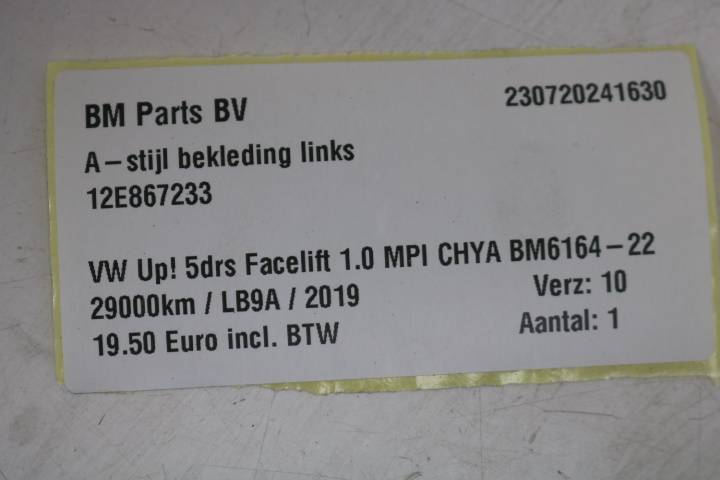 BM Parts BV 230720241630
A-stijl bekleding links
12E867233
VW Up! 5drs Facelift 1.0 MPI CHYA BM6164-22
29000km / LB9A / 2019 Verz: 10
19.50 Euro incl. BTW Aantal: 1